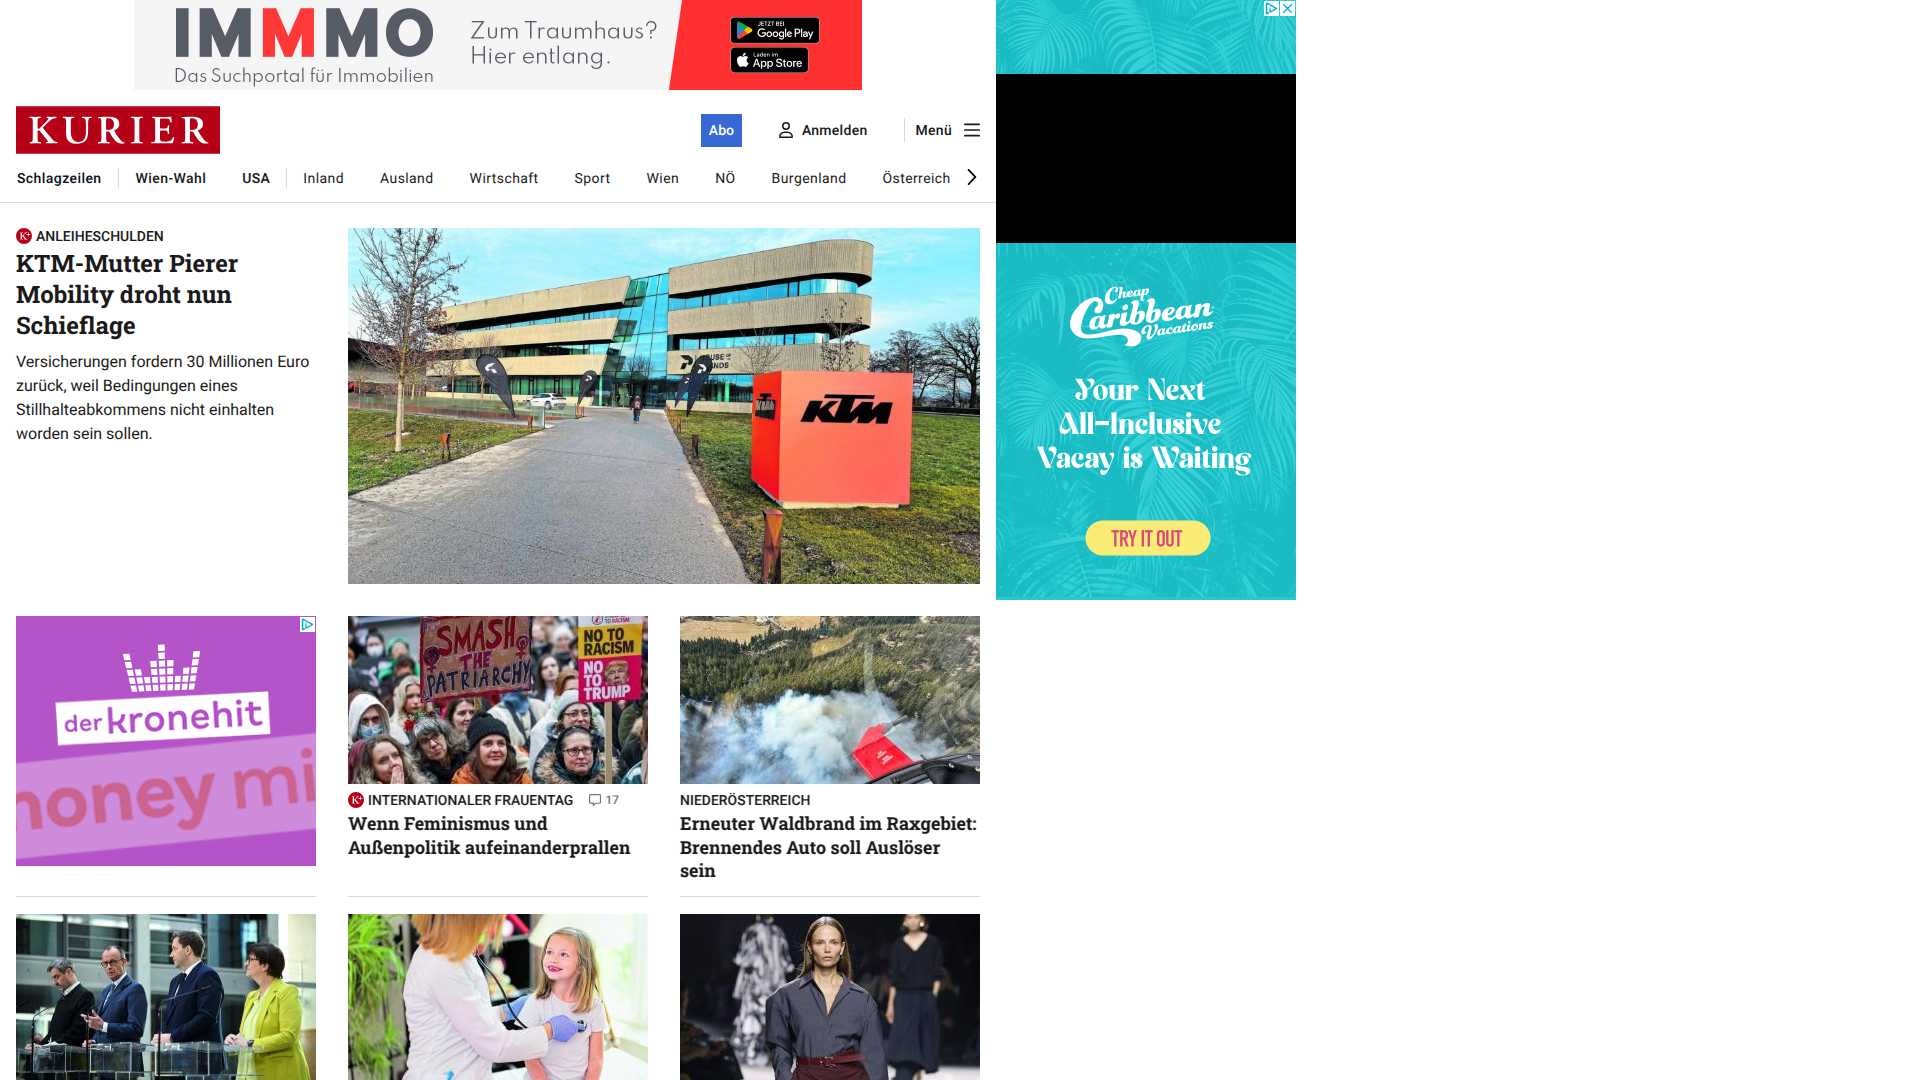 IMMMO
Das Suchportal für Immobilien
Zum Traumhaus?
Hier entlang.
JETZT BEI
Google Play
Laden im
App Store
KURIER
Abo
Anmelden
Menü
Schlagzeilen
Wien-Wahl
USA
Inland
Ausland
Wirtschaft
Sport
Wien
NÖ
Burgenland
Österreich
K+ ANLEIHESCHULDEN
KTM-Mutter Pierer
Mobility droht nun
Schieflage
Versicherungen fordern 30 Millionen Euro
zurück, weil Bedingungen eines
Stillhalteabkommens nicht einhalten
worden sein sollen.
KTM
Cheap
Caribbean
Vacations
Your Next
All-Inclusive
Vacay is Waiting
TRY IT OUT
der kronehit
money mi
SMASH
THE
PATRIARCHY
NO TO
RACISM
NO
TO
TRUMP
K+ INTERNATIONALER FRAUENTAG 17
Wenn Feminismus und
Außenpolitik aufeinanderprallen
NIEDERÖSTERREICH
Erneuter Waldbrand im Raxgebiet:
Brennendes Auto soll Auslöser
sein